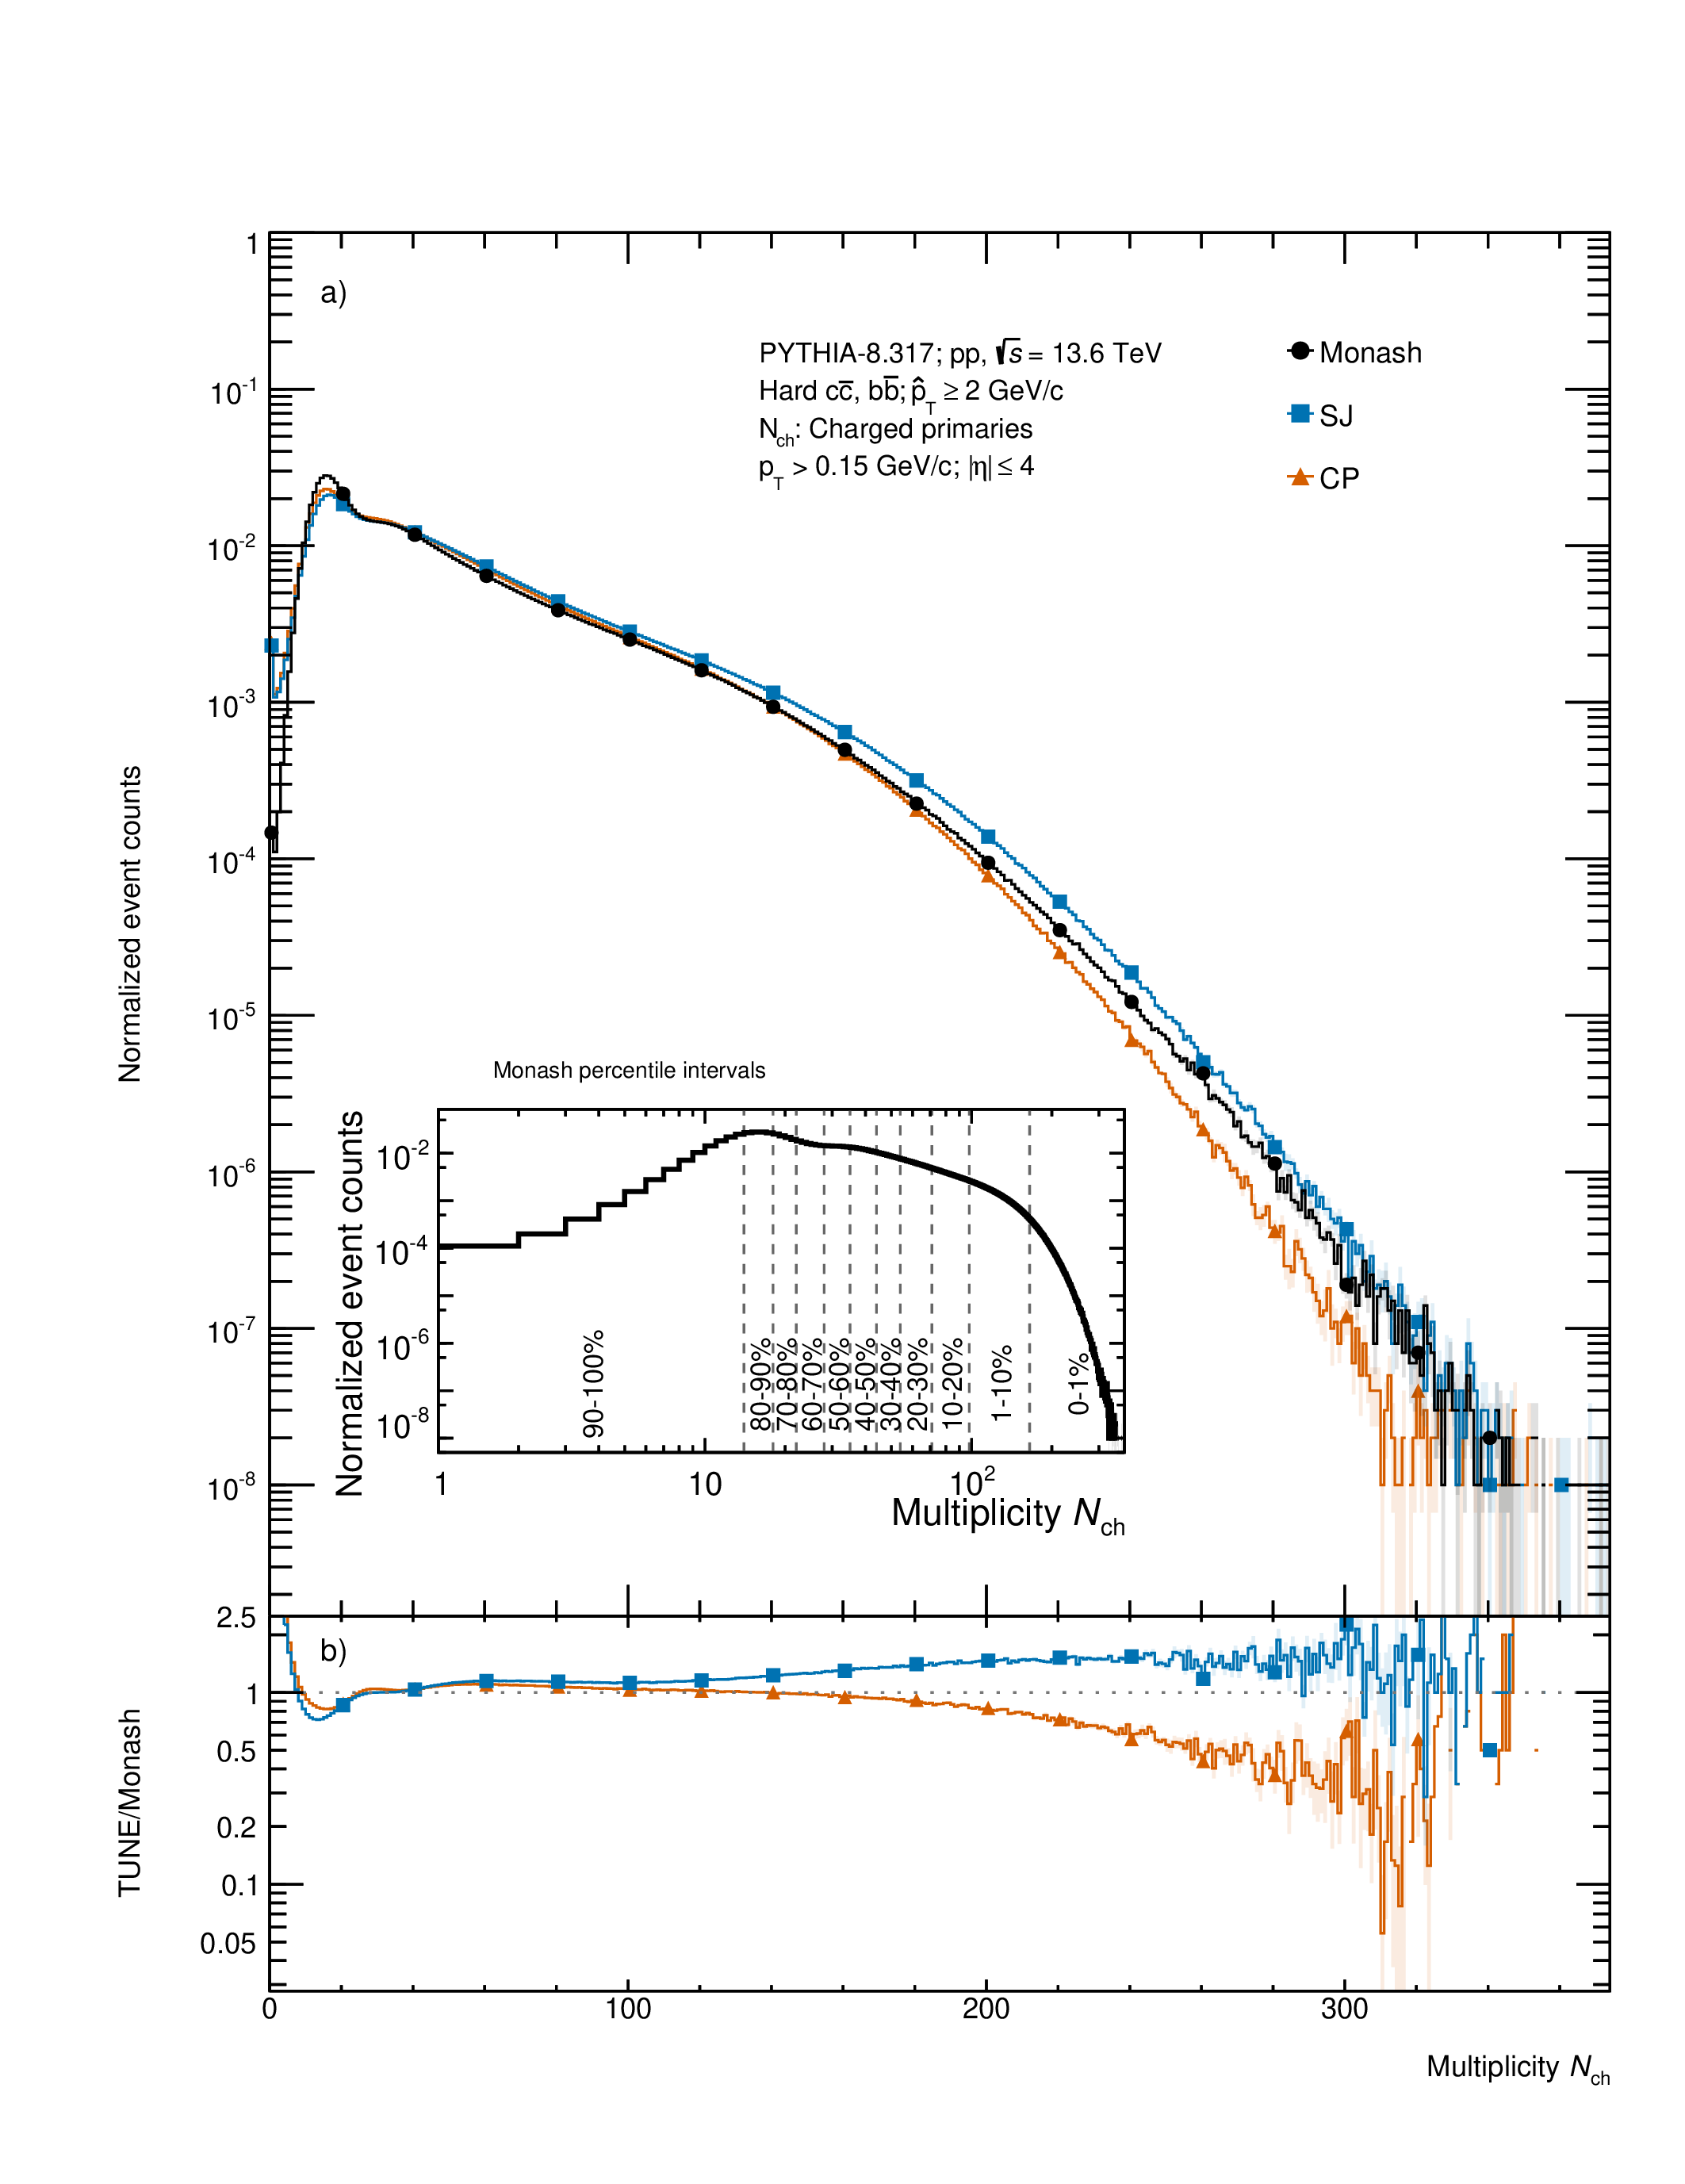 a)
PYTHIA-8.317; pp, √s = 13.6 TeV
Hard cc̅, bb̅; p̂T ≥ 2 GeV/c
Nch: Charged primaries
pT > 0.15 GeV/c; |η| ≤ 4
Monash
SJ
CP
1
10⁻¹
10⁻²
10⁻³
10⁻⁴
10⁻⁵
10⁻⁶
10⁻⁷
10⁻⁸
Normalized event counts
Monash percentile intervals
Normalized event counts
10⁻²
10⁻⁴
10⁻⁶
10⁻⁸
90-100%
80-90%
70-80%
60-70%
50-60%
40-50%
30-40%
20-30%
10-20%
1-10%
0-1%
1 10 10²
Multiplicity Nch
b)
2.5
1
0.5
0.2
0.1
0.05
TUNE/Monash
0 100 200 300
Multiplicity Nch